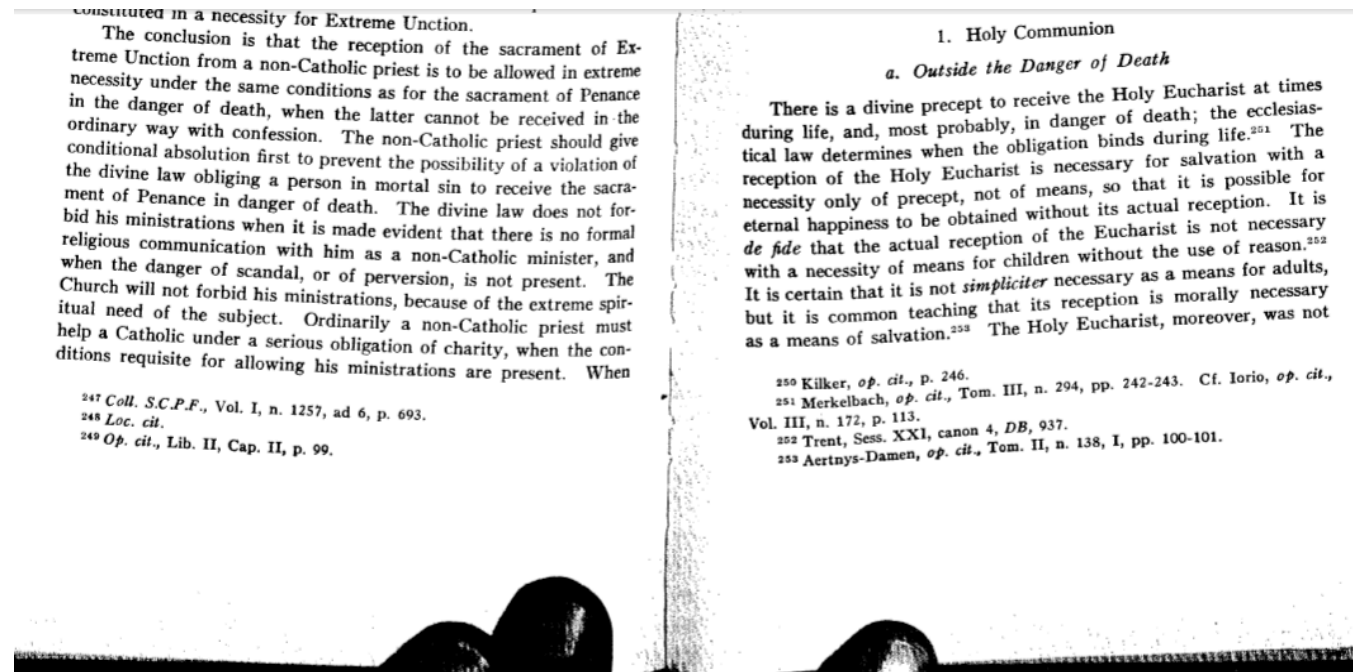 constituted in a necessity for Extreme Unction.
The conclusion is that the reception of the sacrament of Ex-
treme Unction from a non-Catholic priest is to be allowed in extreme
necessity under the same conditions as for the sacrament of Penance
in the danger of death, when the latter cannot be received in the
ordinary way with confession. The non-Catholic priest should give
conditional absolution first to prevent the possibility of a violation of
the divine law obliging a person in mortal sin to receive the sacra-
ment of Penance in danger of death. The divine law does not for-
bid his ministrations when it is made evident that there is no formal
religious communication with him as a non-Catholic minister, and
when the danger of scandal, or of perversion, is not present. The
Church will not forbid his ministrations, because of the extreme spir-
itual need of the subject. Ordinarily a non-Catholic priest must
help a Catholic under a serious obligation of charity, when the con-
ditions requisite for allowing his ministrations are present. When
247 Coll. S.C.P.F., Vol. I, n. 1257, ad 6, p. 693.
248 Loc. cit.
249 Op. cit., Lib. II, Cap. II, p. 99.
1. Holy Communion
a. Outside the Danger of Death
There is a divine precept to receive the Holy Eucharist at times
during life, and, most probably, in danger of death; the ecclesias-
tical law determines when the obligation binds during life.251 The
reception of the Holy Eucharist is necessary for salvation with a
necessity only of precept, not of means, so that it is possible for
eternal happiness to be obtained without its actual reception. It is
de fide that the actual reception of the Eucharist is not necessary
with a necessity of means for children without the use of reason.252
It is certain that it is not simpliciter necessary as a means for adults,
but it is common teaching that its reception is morally necessary
as a means of salvation.253 The Holy Eucharist, moreover, was not
250 Kilker, op. cit., p. 246.
251 Merkelbach, op. cit., Tom. III, n. 294, pp. 242-243. Cf. Iorio, op. cit.,
Vol. III, n. 172, p. 113.
252 Trent, Sess. XXI, canon 4, DB, 937.
253 Aertnys-Damen, op. cit., Tom. II, n. 138, I, pp. 100-101.